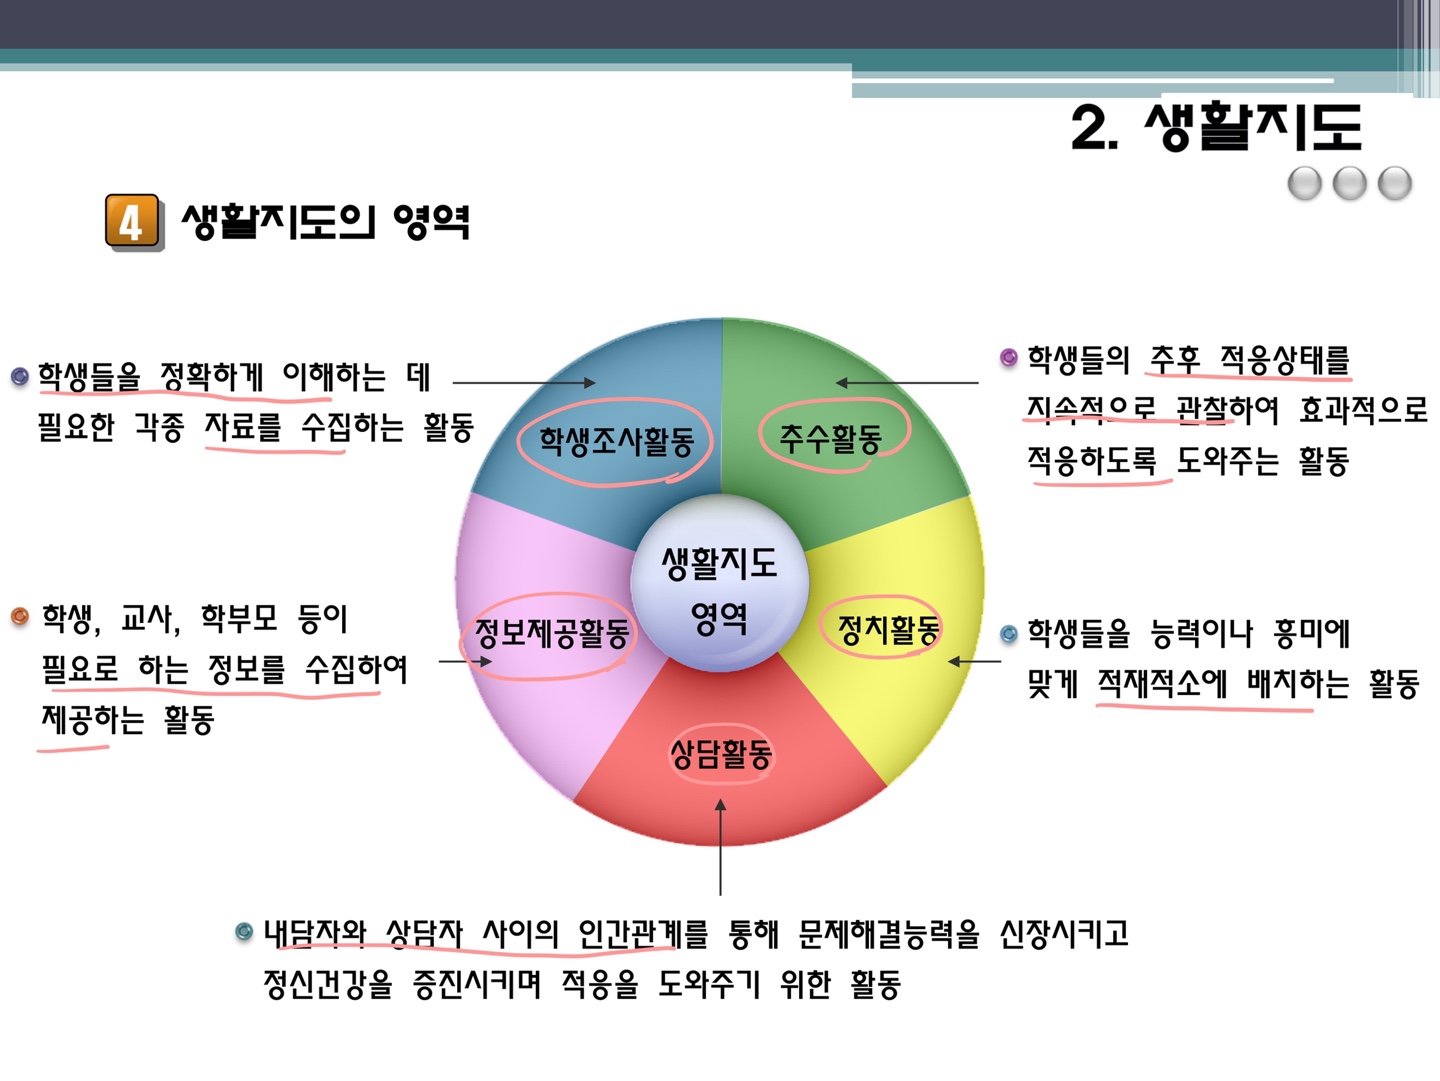 2. 생활지도
4 생활지도의 영역
학생들을 정확하게 이해하는 데
필요한 각종 자료를 수집하는 활동
학생조사활동
추수활동
학생들의 추후 적응상태를
지속적으로 관찰하여 효과적으로
적응하도록 도와주는 활동
생활지도
영역
학생, 교사, 학부모 등이
필요로 하는 정보를 수집하여
제공하는 활동
정보제공활동
정치활동
학생들을 능력이나 흥미에
맞게 적재적소에 배치하는 활동
상담활동
내담자와 상담자 사이의 인간관계를 통해 문제해결능력을 신장시키고
정신건강을 증진시키며 적응을 도와주기 위한 활동